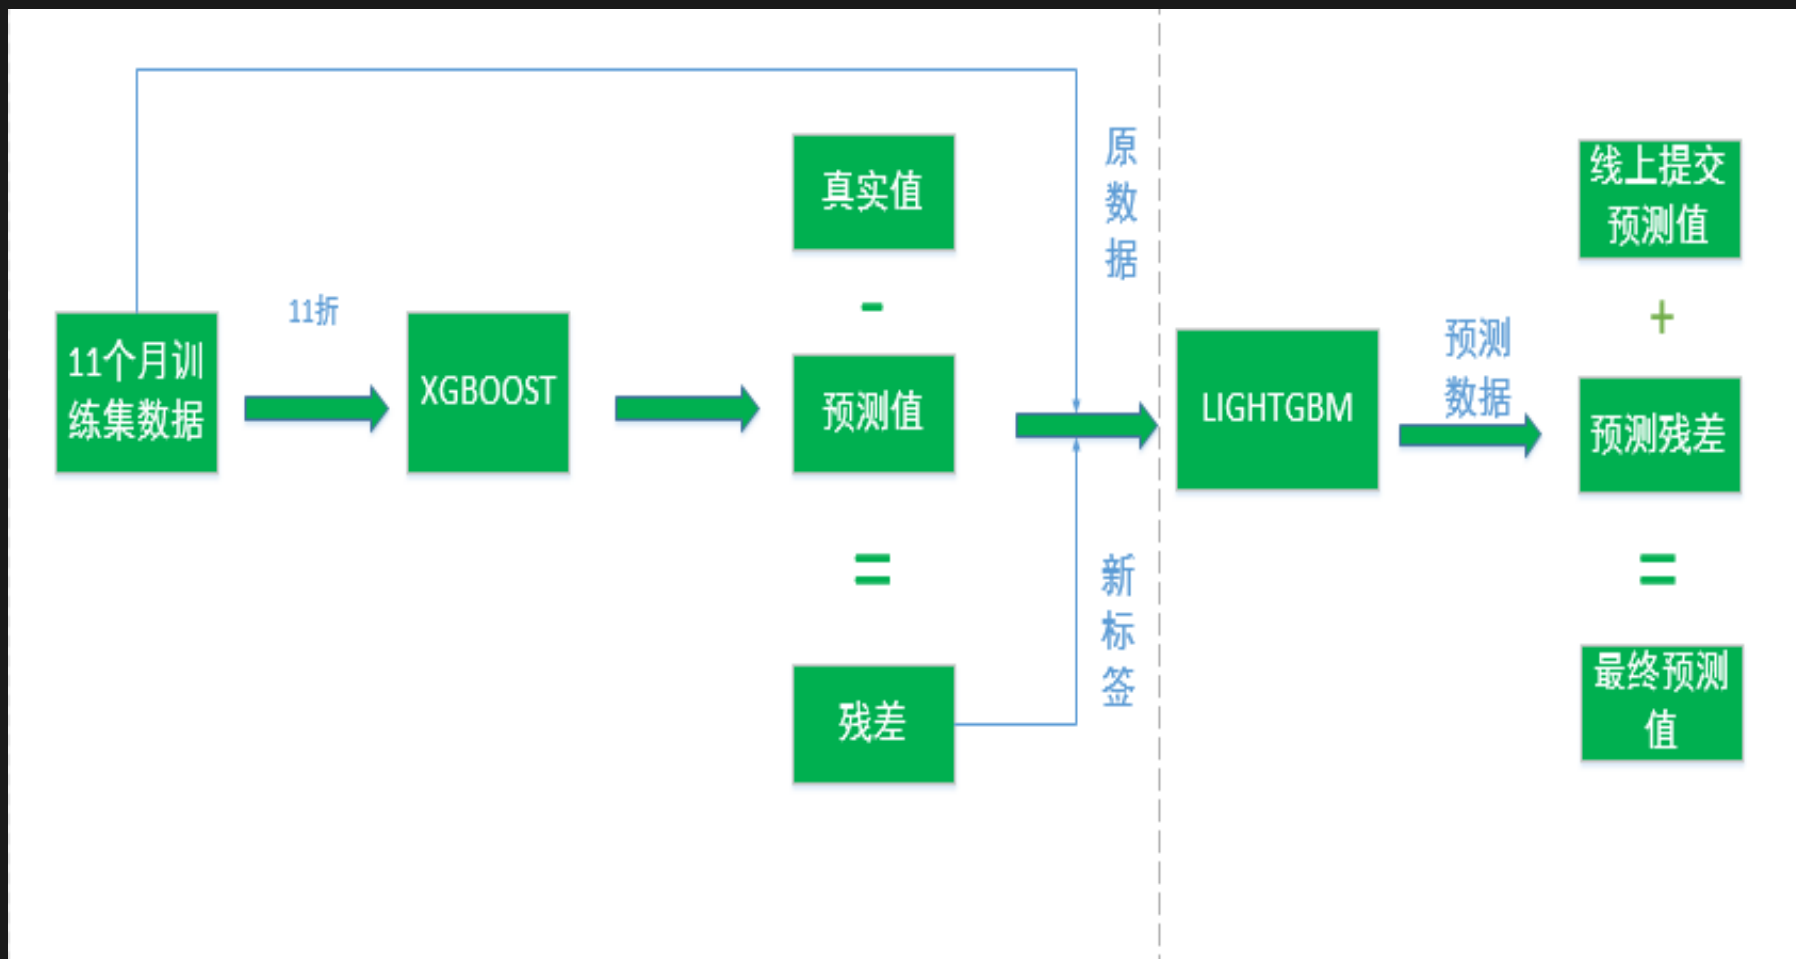 11个月训
练集数据
11折
XGBOOST
真实值
-
预测值
=
残差
原
数
据
新
标
签
LIGHTGBM
预测
数据
线上提交
预测值
+
预测残差
=
最终预测
值